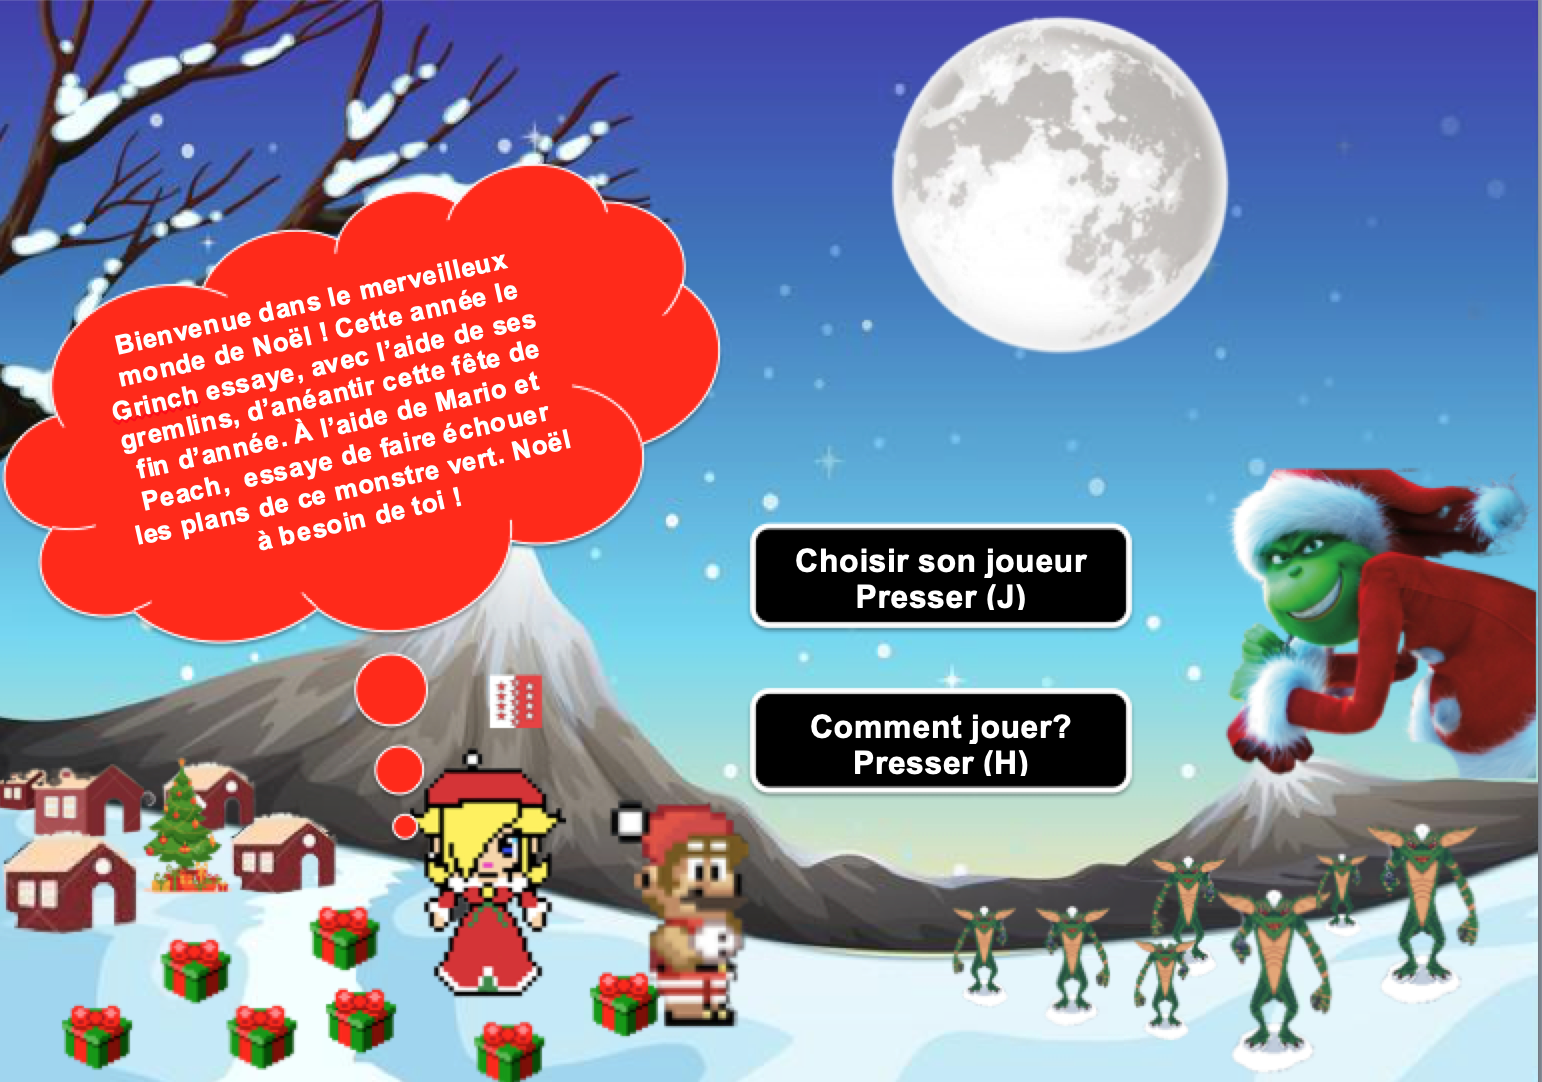 Bienvenue dans le merveilleux
monde de Noël ! Cette année le
Grinch essaye, avec l’aide de ses
gremlins, d’anéantir cette fête de
fin d’année. À l’aide de Mario et
Peach,  essaye de faire échouer
les plans de ce monstre vert. Noël
à besoin de toi !
Choisir son joueur
Presser (J)
Comment jouer?
Presser (H)